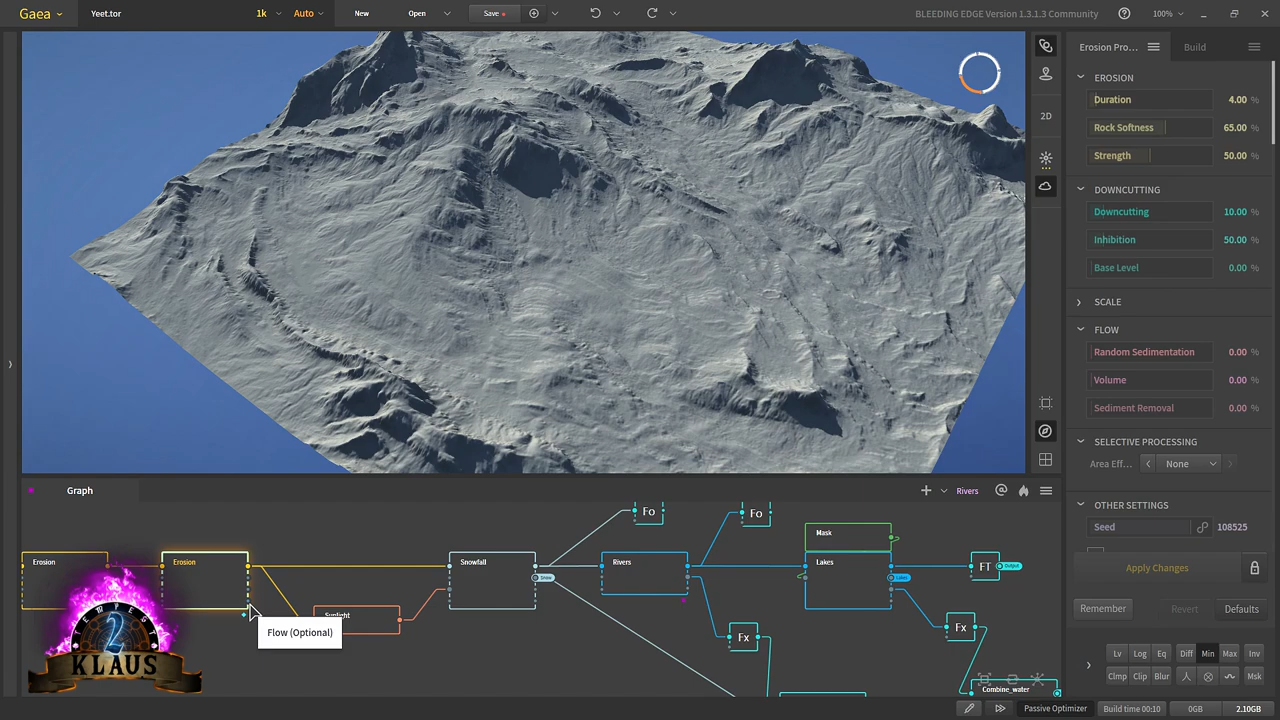 Gaea
Yeet.tor
1k
Auto
New
Open
Save
BLEEDING EDGE Version 1.3.1.3 Community
100%
2D
Erosion Pro...
Build
EROSION
Duration 4.00 %
Rock Softness 65.00 %
Strength 50.00 %
DOWNCUTTING
Downcutting 10.00 %
Inhibition 50.00 %
Base Level 0.00 %
SCALE
FLOW
Random Sedimentation 0.00 %
Volume 0.00 %
Sediment Removal 0.00 %
SELECTIVE PROCESSING
Area Eff... None
OTHER SETTINGS
Seed 108525
Apply Changes
Remember Revert Defaults
Lv Log Eq Diff Min Max Inv
Clmp Clip Blur Msk
Graph
Rivers
Fo
Fo
Mask
Erosion
Erosion
Snowfall
Snow
Rivers
Lakes
Lakes
FT
Output
Sunlight
Flow (Optional)
Fx
Fx
Combine_water
TEMPEST
2
KLAUS
Passive Optimizer
Build time 00:10
0GB
2.10GB